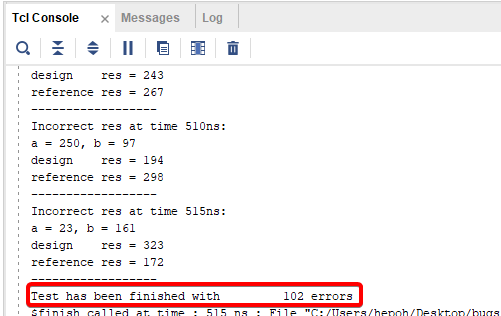 Tcl Console × Messages Log
design    res = 243
reference res = 267
------------------
Incorrect res at time 510ns:
a = 250, b = 97
design    res = 194
reference res = 298
------------------
Incorrect res at time 515ns:
a = 23, b = 161
design    res = 323
reference res = 172
------------------
Test has been finished with         102 errors
$finish called at time : 515 ns : File "C:/Users/hepoh/Desktop/bugs